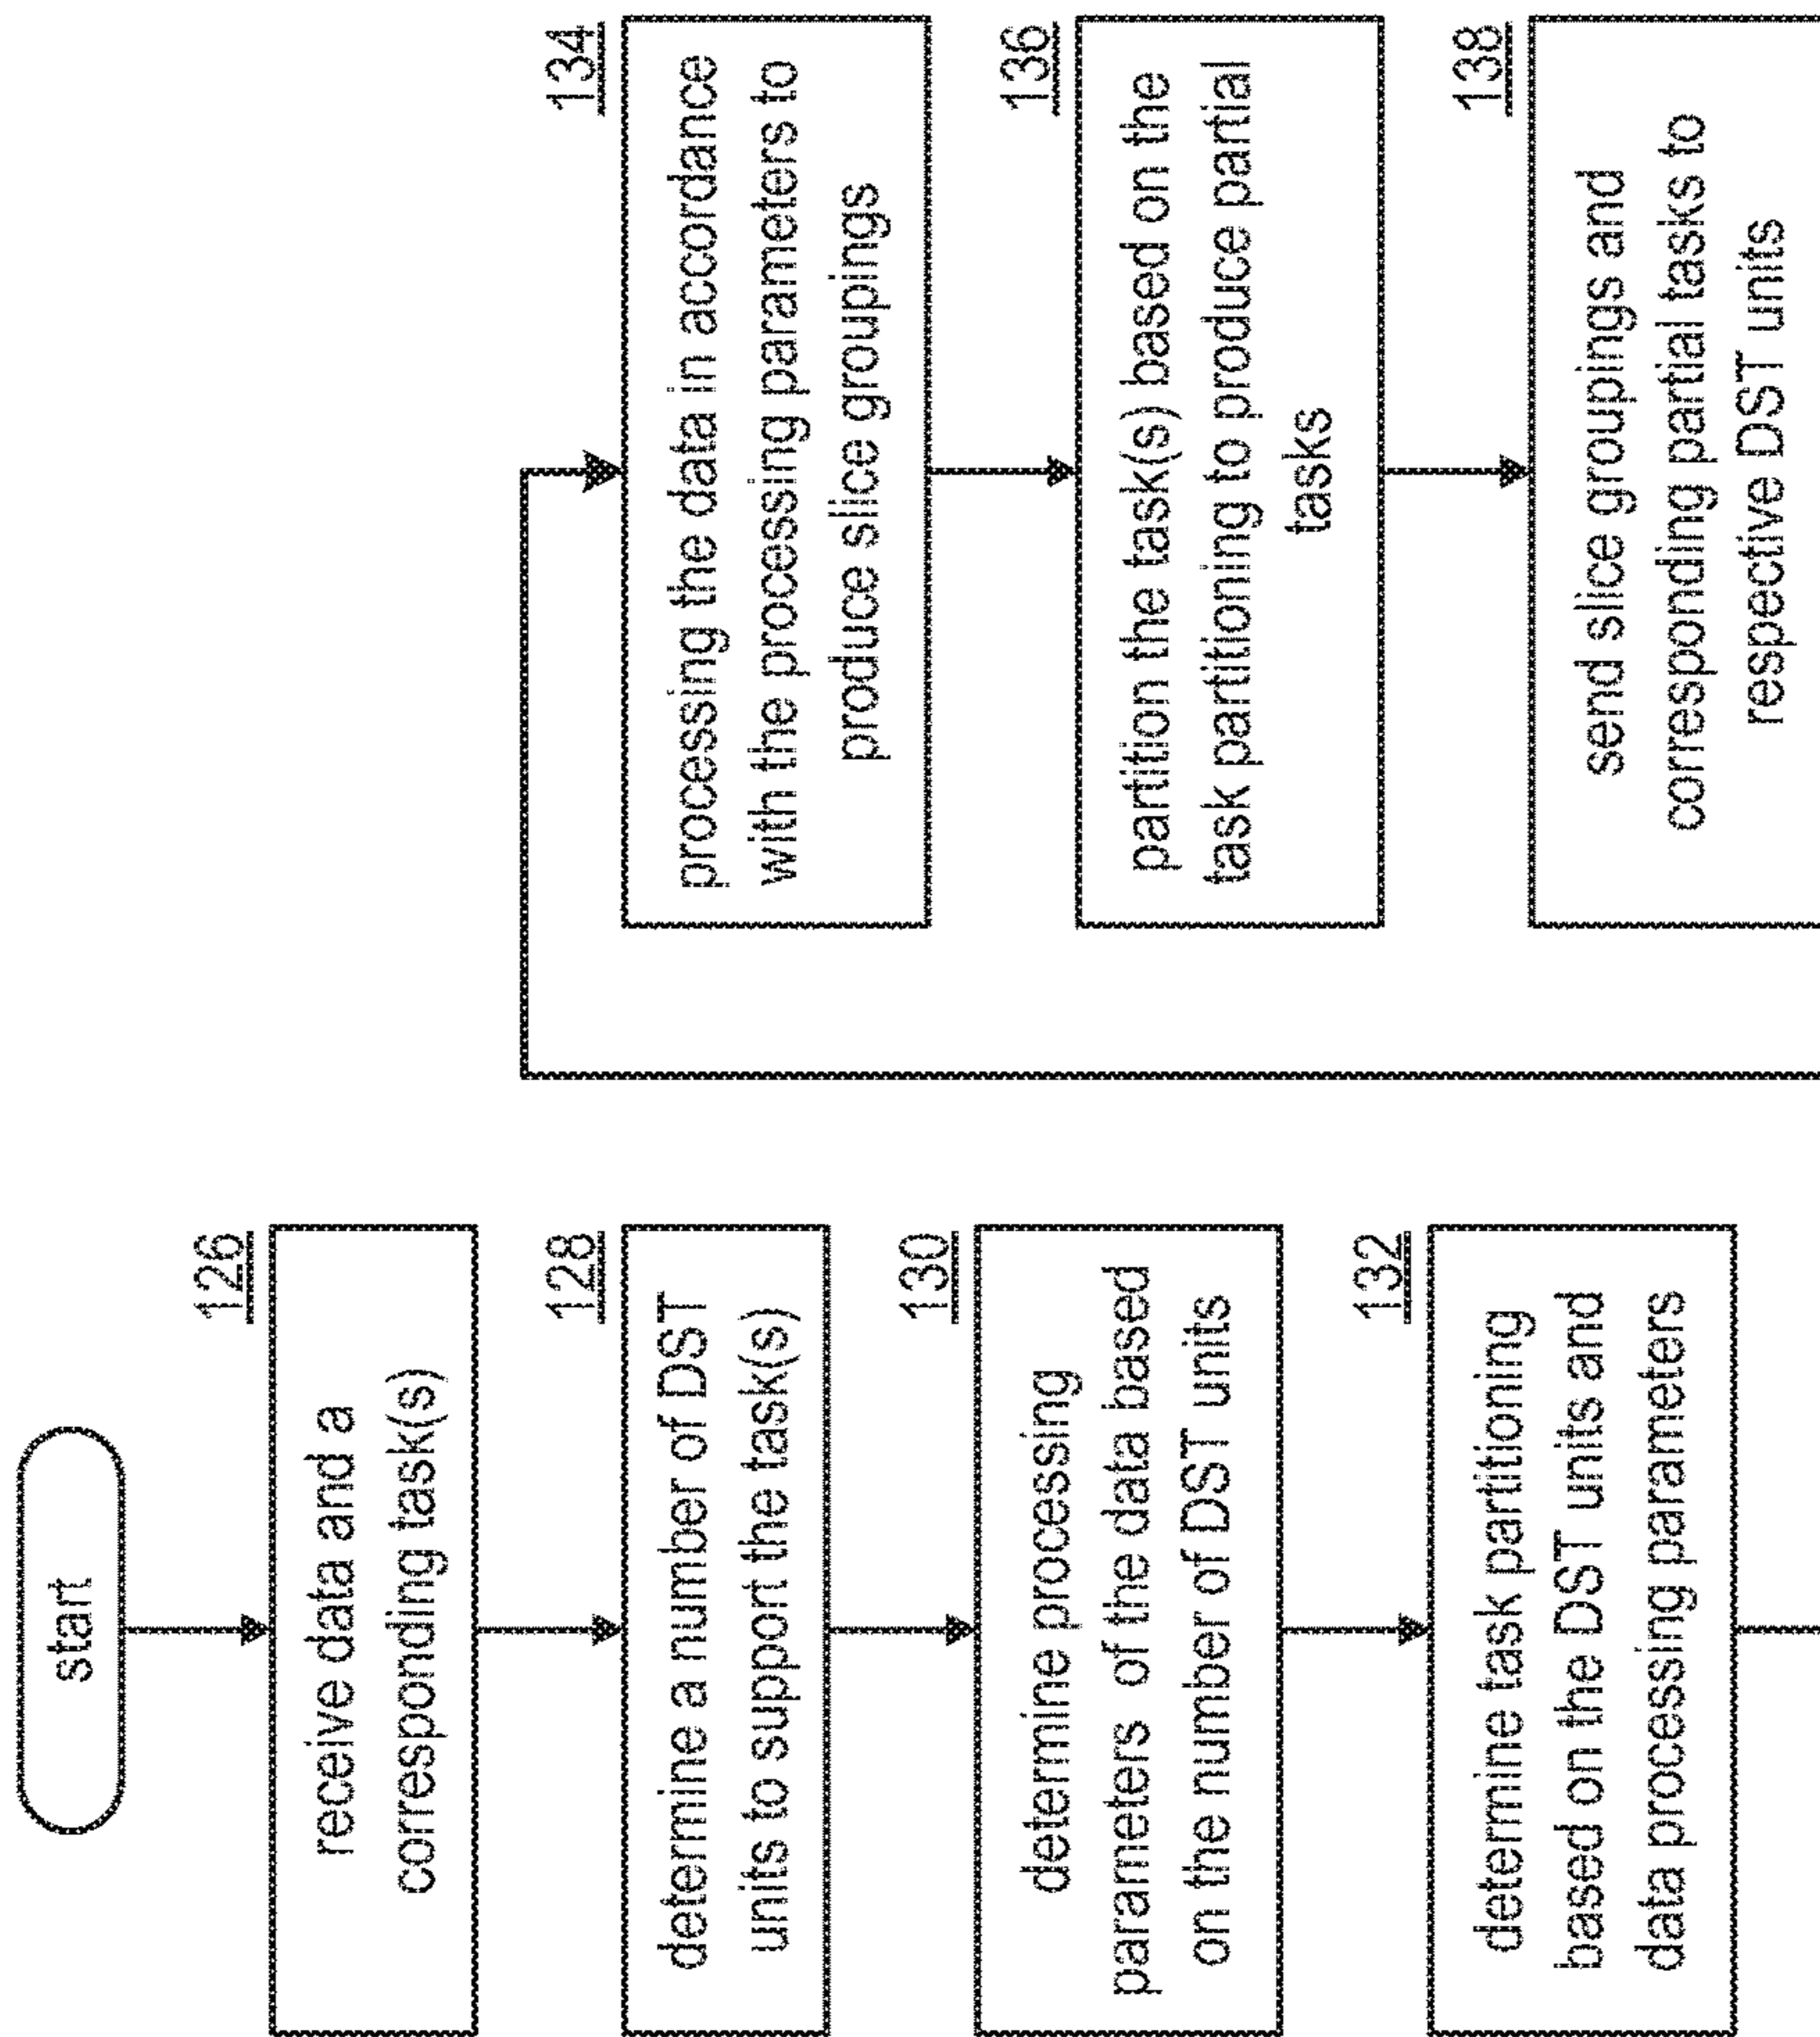 start
126
receive data and a
corresponding task(s)
128
determine a number of DST
units to support the task(s)
130
determine processing
parameters of the data based
on the number of DST units
132
determine task partitioning
based on the DST units and
data processing parameters
134
processing the data in accordance
with the processing parameters to
produce slice groupings
136
partition the task(s) based on the
task partitioning to produce partial
tasks
138
send slice groupings and
corresponding partial tasks to
respective DST units